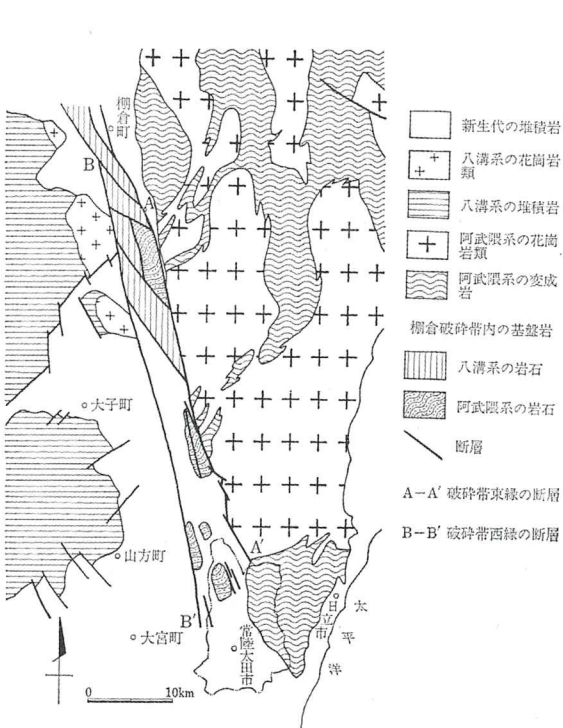 棚倉町
B
A
大子町
山方町
A'
B'
大宮町
常陸太田市
日立市
太平洋
0 10km
新生代の堆積岩
八溝系の花崗岩
類
八溝系の堆積岩
阿武隈系の花崗
岩類
阿武隈系の変成
岩
棚倉破砕帯内の基盤岩
八溝系の岩石
阿武隈系の岩石
断層
A－A' 破砕帯東縁の断層
B－B' 破砕帯西縁の断層